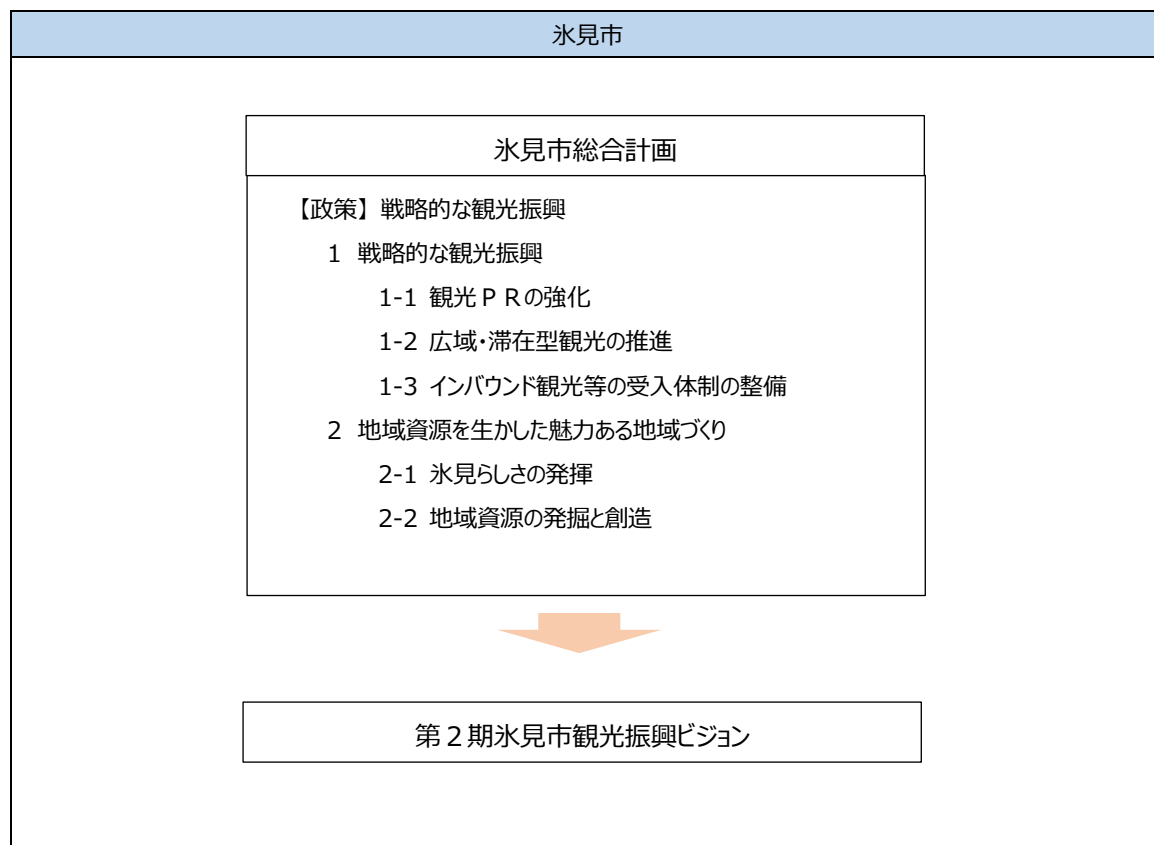 氷見市
氷見市総合計画
【政策】戦略的な観光振興
1 戦略的な観光振興
1-1 観光ＰＲの強化
1-2 広域・滞在型観光の推進
1-3 インバウンド観光等の受入体制の整備
2 地域資源を生かした魅力ある地域づくり
2-1 氷見らしさの発揮
2-2 地域資源の発掘と創造
第２期氷見市観光振興ビジョン